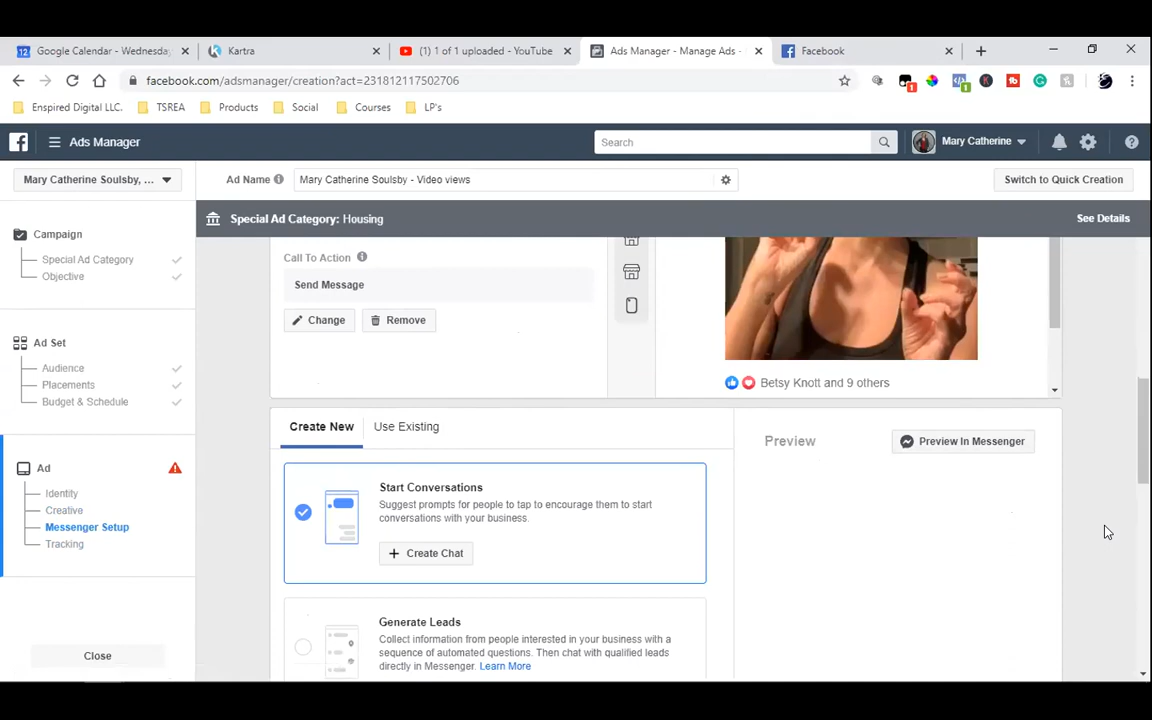 Google Calendar - Wednesday
Kartra
(1) 1 of 1 uploaded - YouTube
Ads Manager - Manage Ads -
Facebook
facebook.com/adsmanager/creation?act=231812117502706
Enspired Digital LLC.
TSREA
Products
Social
Courses
LP's
Ads Manager
Search
Mary Catherine
Mary Catherine Soulsby, ...
Ad Name
Mary Catherine Soulsby - Video views
Switch to Quick Creation
Special Ad Category: Housing
See Details
Campaign
Special Ad Category
Objective
Ad Set
Audience
Placements
Budget & Schedule
Ad
Identity
Creative
Messenger Setup
Tracking
Close
Call To Action
Send Message
Change
Remove
Betsy Knott and 9 others
Create New
Use Existing
Preview
Preview In Messenger
Start Conversations
Suggest prompts for people to tap to encourage them to start
conversations with your business.
+ Create Chat
Generate Leads
Collect information from people interested in your business with a
sequence of automated questions. Then chat with qualified leads
directly in Messenger. Learn More